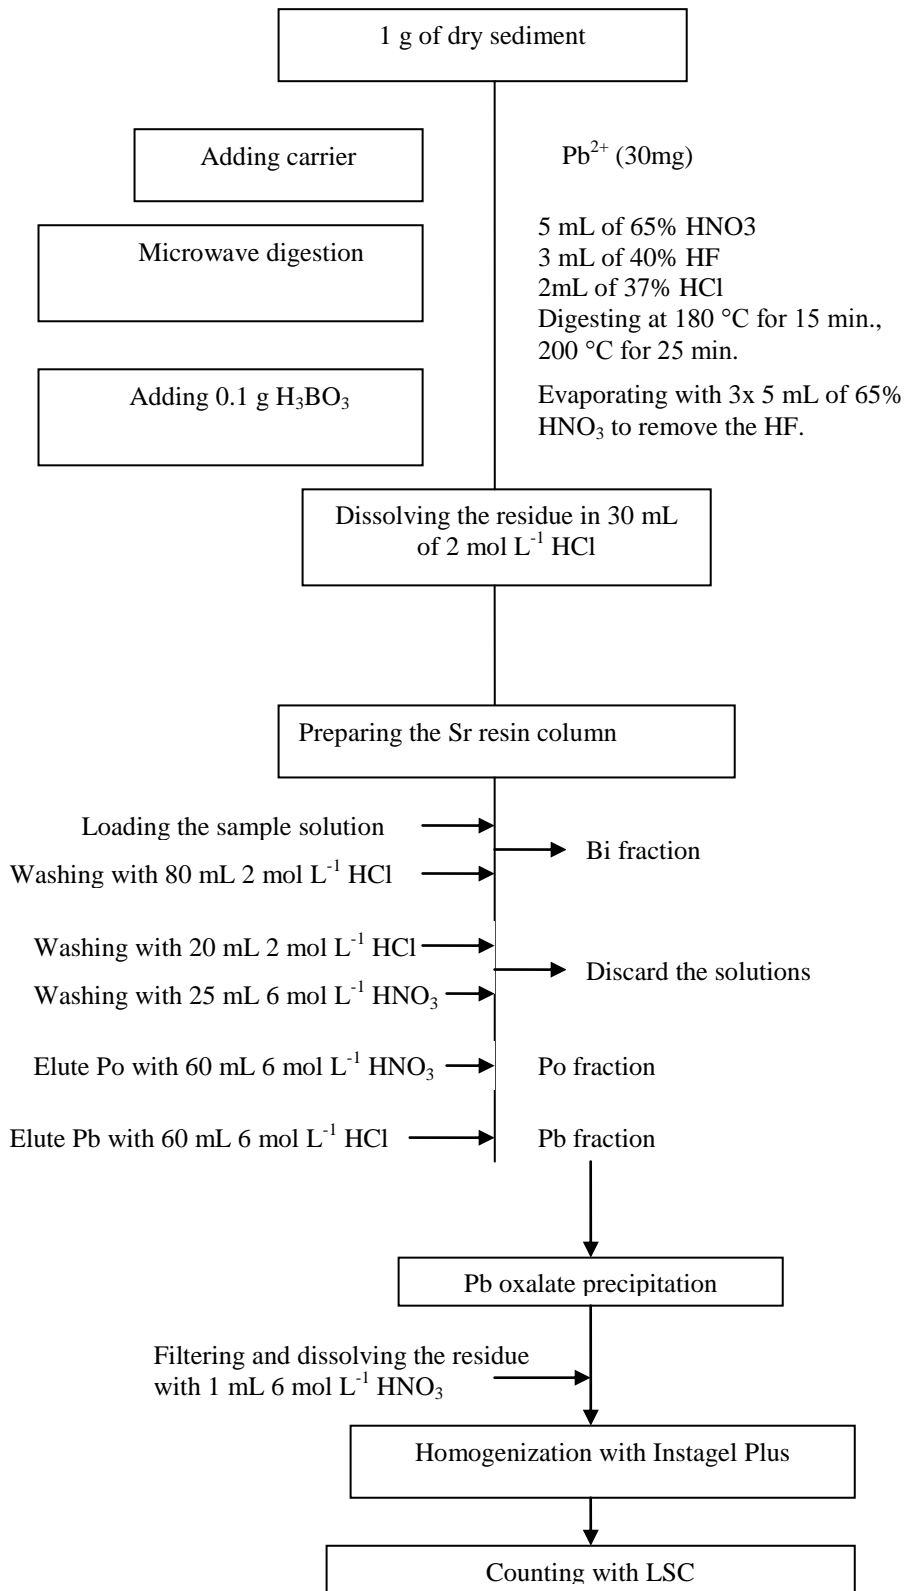 1 g of dry sediment
Adding carrier
Pb²⁺ (30mg)
Microwave digestion
5 mL of 65% HNO3
3 mL of 40% HF
2mL of 37% HCl
Digesting at 180 °C for 15 min.,
200 °C for 25 min.
Adding 0.1 g H₃BO₃
Evaporating with 3x 5 mL of 65%
HNO₃ to remove the HF.
Dissolving the residue in 30 mL
of 2 mol L⁻¹ HCl
Preparing the Sr resin column
Loading the sample solution
Bi fraction
Washing with 80 mL 2 mol L⁻¹ HCl
Washing with 20 mL 2 mol L⁻¹ HCl
Discard the solutions
Washing with 25 mL 6 mol L⁻¹ HNO₃
Elute Po with 60 mL 6 mol L⁻¹ HNO₃
Po fraction
Elute Pb with 60 mL 6 mol L⁻¹ HCl
Pb fraction
Pb oxalate precipitation
Filtering and dissolving the residue
with 1 mL 6 mol L⁻¹ HNO₃
Homogenization with Instagel Plus
Counting with LSC